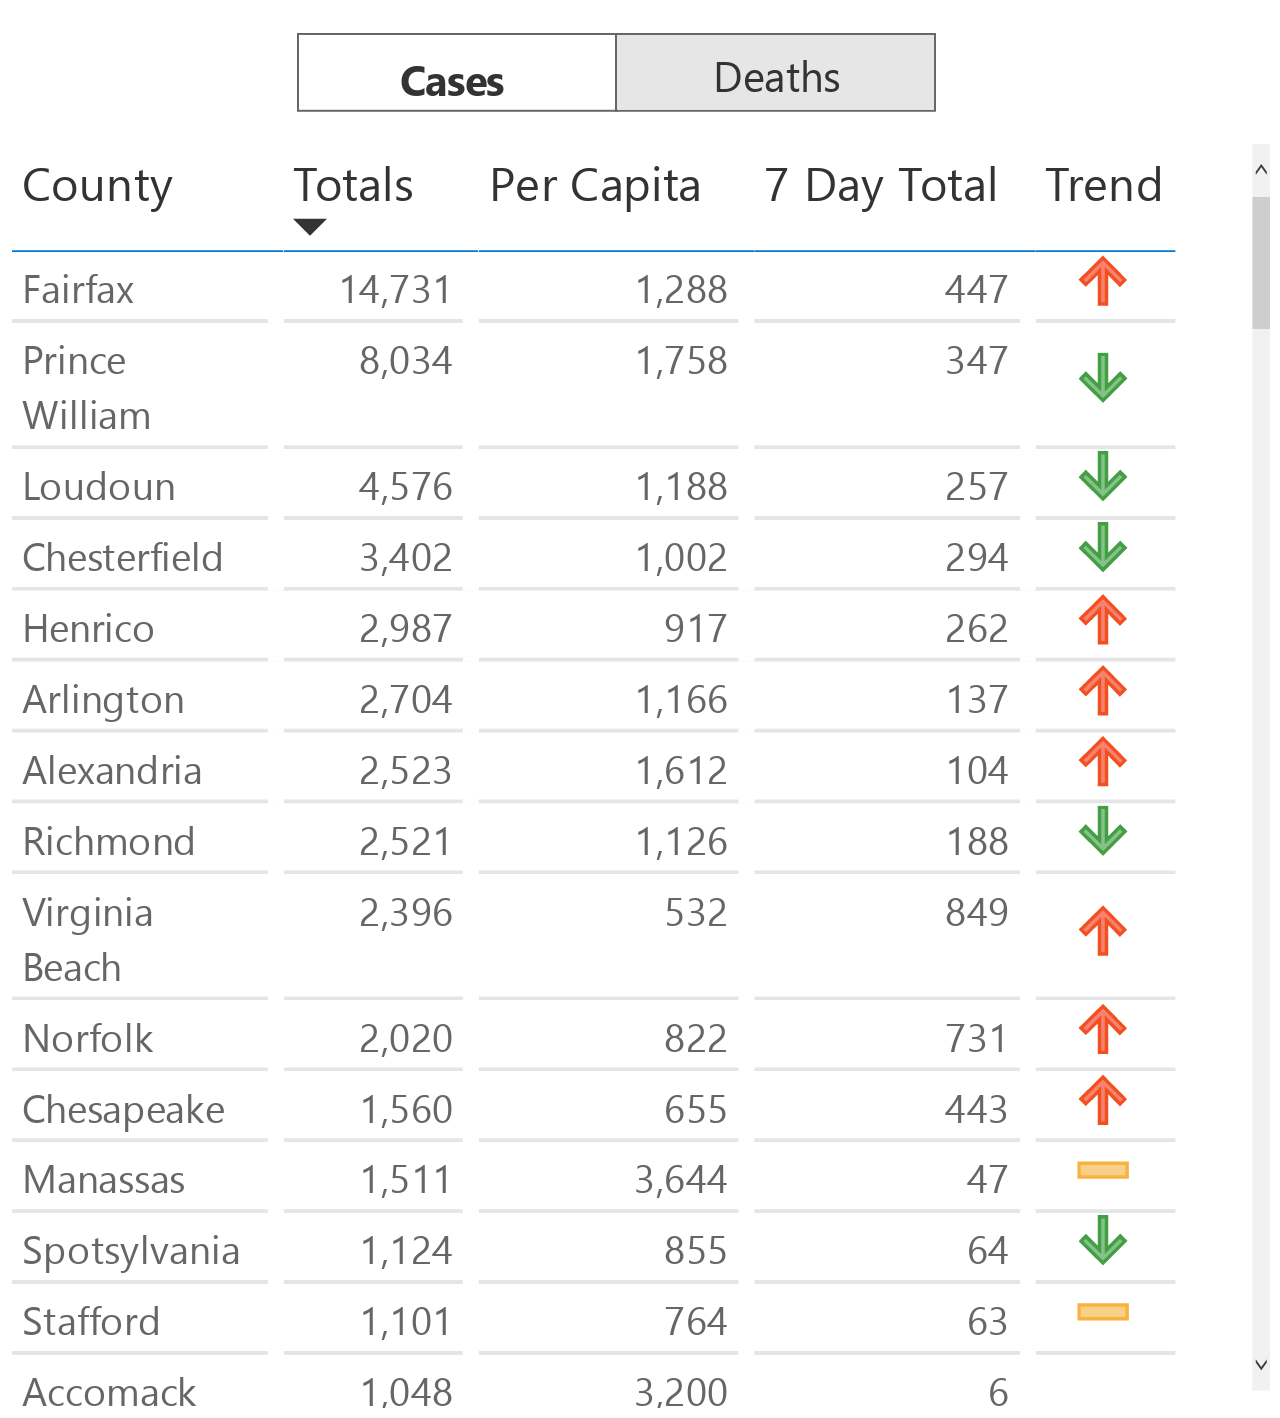 Cases Deaths
County Totals Per Capita 7 Day Total Trend
Fairfax 14,731 1,288 447
Prince 8,034 1,758 347
William
Loudoun 4,576 1,188 257
Chesterfield 3,402 1,002 294
Henrico 2,987 917 262
Arlington 2,704 1,166 137
Alexandria 2,523 1,612 104
Richmond 2,521 1,126 188
Virginia 2,396 532 849
Beach
Norfolk 2,020 822 731
Chesapeake 1,560 655 443
Manassas 1,511 3,644 47
Spotsylvania 1,124 855 64
Stafford 1,101 764 63
Accomack 1,048 3,200 6